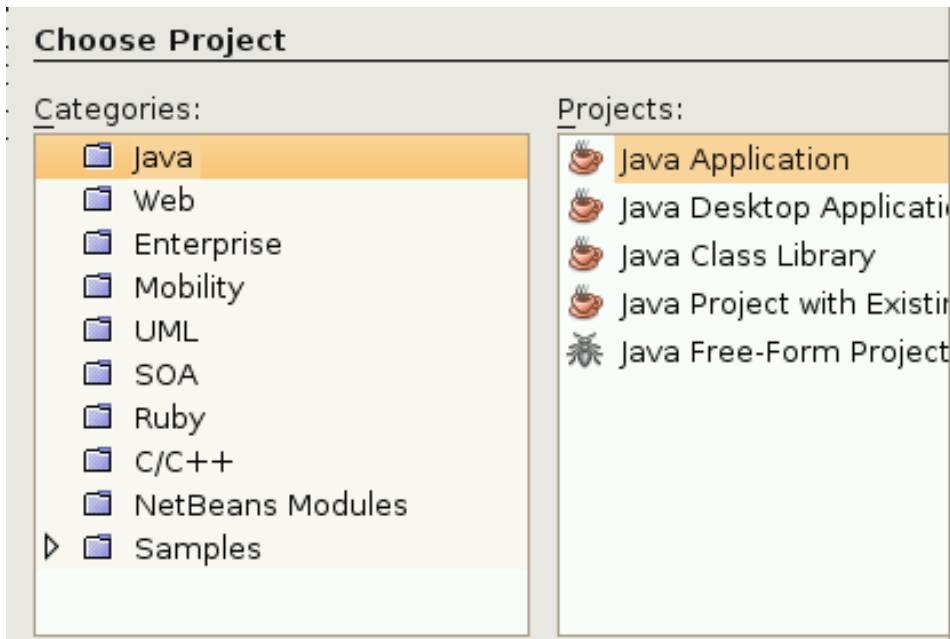 Choose Project
Categories:
Java
Web
Enterprise
Mobility
UML
SOA
Ruby
C/C++
NetBeans Modules
Samples
Projects:
Java Application
Java Desktop Applicati
Java Class Library
Java Project with Existin
Java Free-Form Project